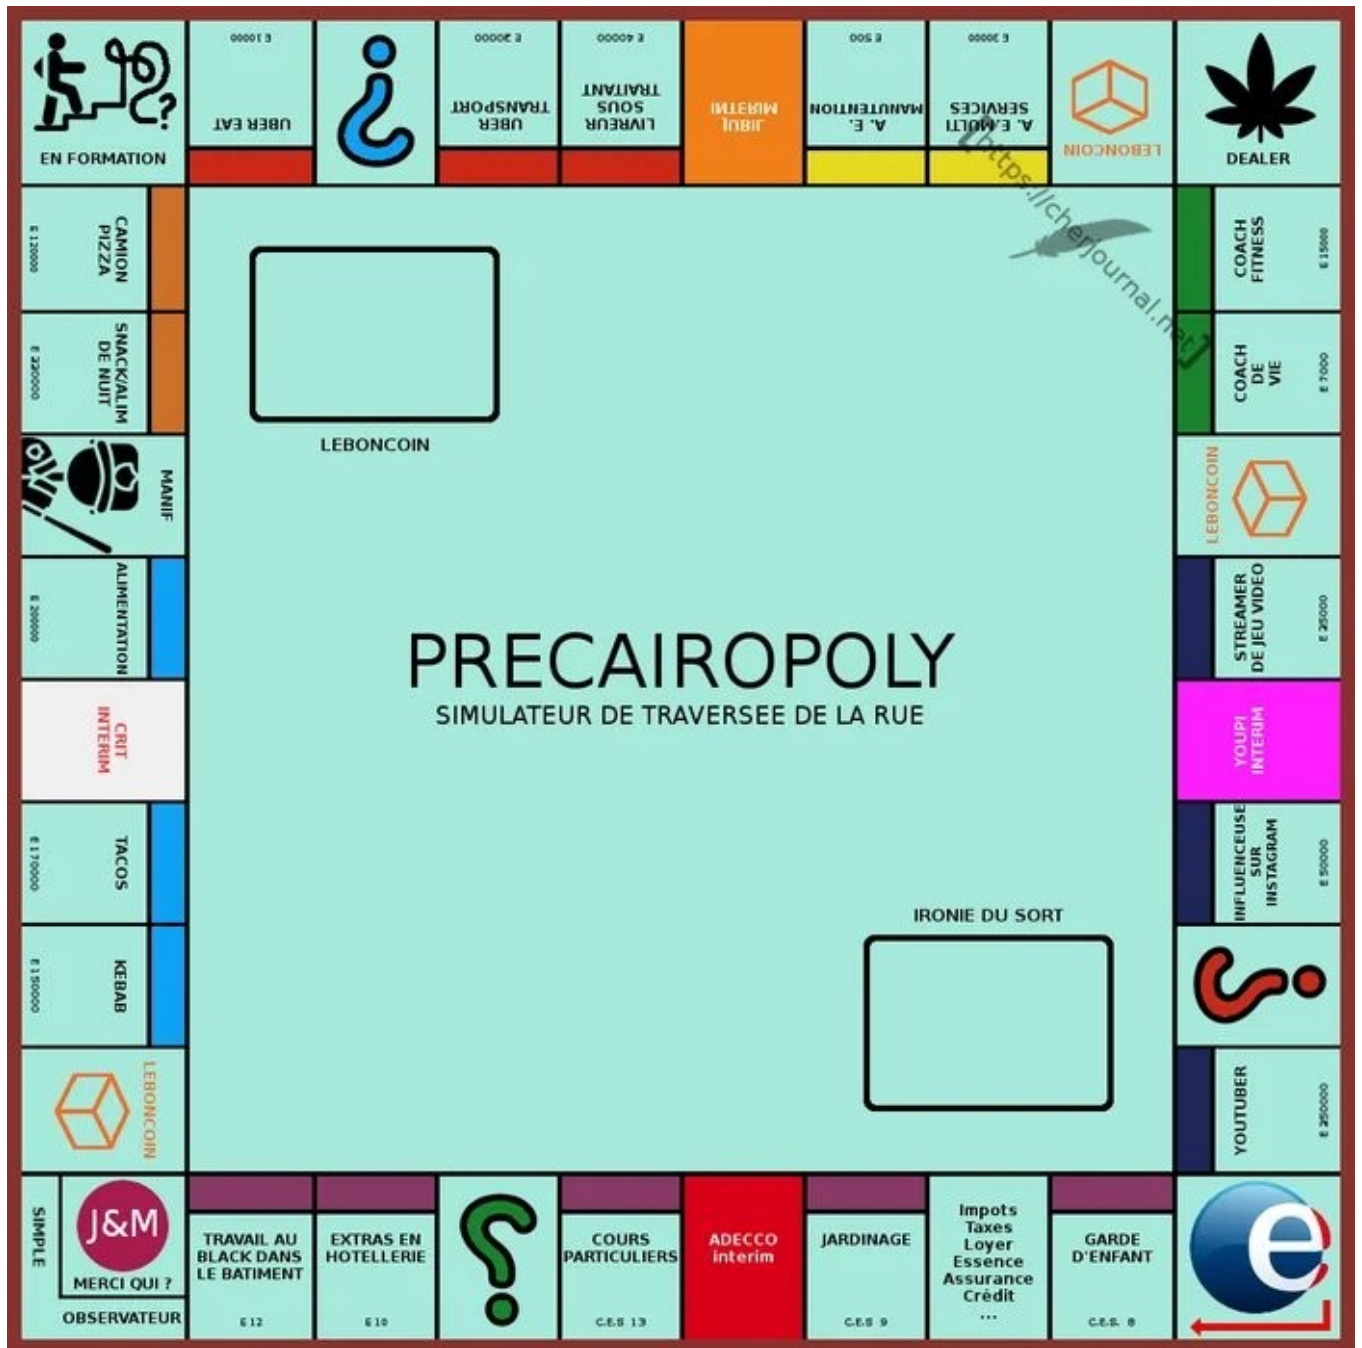 EN FORMATION
E 10000
UBER EAT
E 20000
UBER
TRANSPORT
E 40000
LIVREUR
SOUS
TRAITANT
JUBIL
INTERIM
E 500
A. E.
MANUTENTION
E 30000
A. E.MULTI
SERVICES
LEBONCOIN
DEALER
[https://cherjournal.net]
CAMION
PIZZA
E 120000
SNACK/ALIM
DE NUIT
E 220000
MANIF
ALIMENTATION
E 200000
CRIT
INTERIM
TACOS
E 170000
KEBAB
E 150000
LEBONCOIN
LEBONCOIN
PRECAIROPOLY
SIMULATEUR DE TRAVERSEE DE LA RUE
IRONIE DU SORT
COACH
FITNESS
E 15000
COACH
DE
VIE
E 7000
LEBONCOIN
STREAMER
DE JEU VIDEO
E 25000
YOUPI
INTERIM
INFLUENCEUSE
SUR
INSTAGRAM
E 50000
YOUTUBER
E 250000
SIMPLE
J&M
MERCI QUI ?
OBSERVATEUR
TRAVAIL AU
BLACK DANS
LE BATIMENT
E 12
EXTRAS EN
HOTELLERIE
E 10
COURS
PARTICULIERS
C.E.S 13
ADECCO
interim
JARDINAGE
C.E.S 9
Impots
Taxes
Loyer
Essence
Assurance
Crédit
...
GARDE
D'ENFANT
C.E.S. 8
e